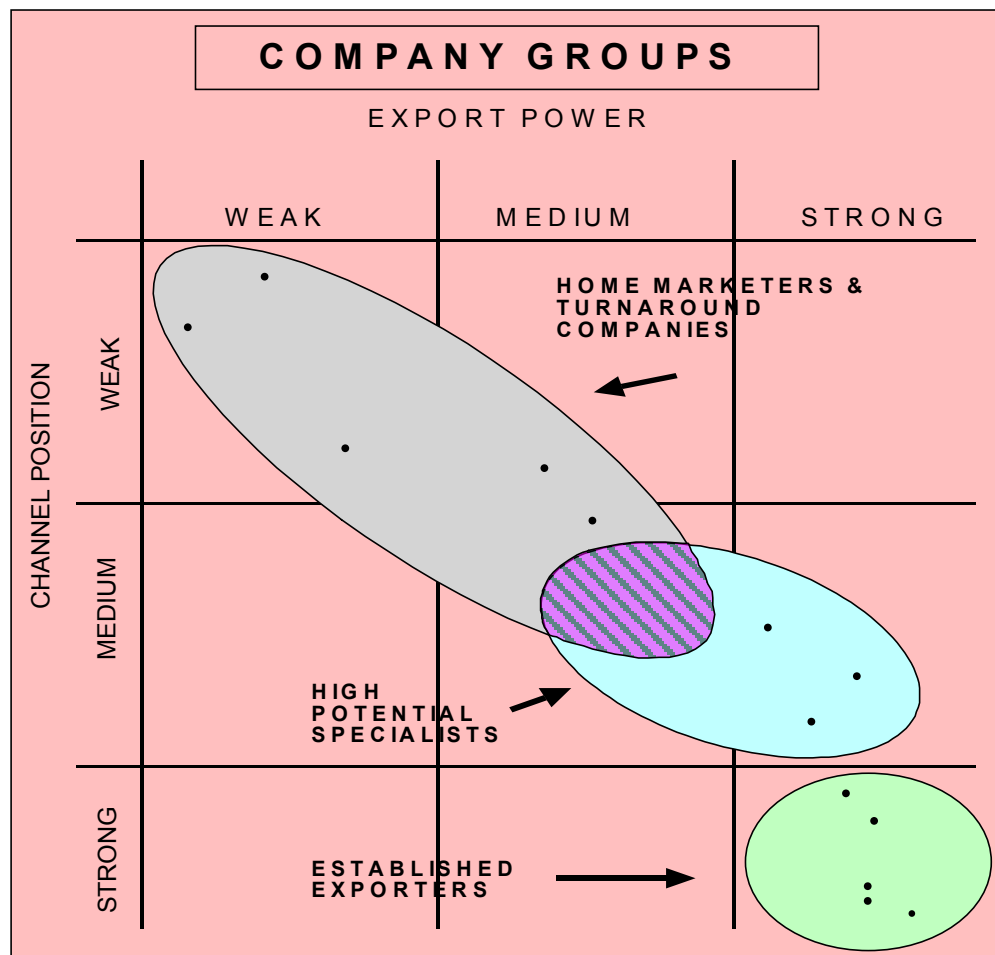 COMPANY GROUPS
EXPORT POWER
WEAK MEDIUM STRONG
HOME MARKETERS &
TURNAROUND
COMPANIES
WEAK
CHANNEL POSITION
MEDIUM
HIGH
POTENTIAL
SPECIALISTS
STRONG
ESTABLISHED
EXPORTERS